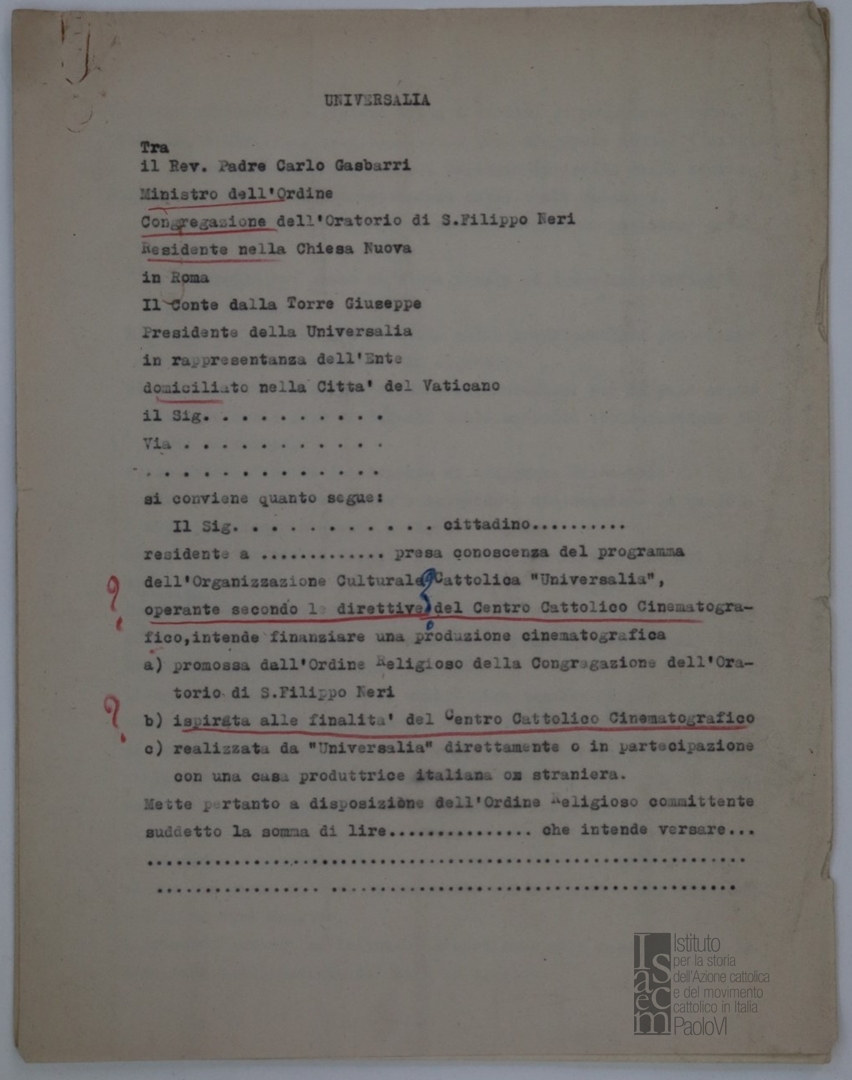 UNIVERSALIA
Tra
il Rev. Padre Carlo Gasbarri
Ministro dell'Ordine
Congregazione dell'Oratorio di S.Filippo Neri
Residente nella Chiesa Nuova
in Roma
Il Conte dalla Torre Giuseppe
Presidente della Universalia
in rappresentanza dell'Ente
domiciliato nella Citta' del Vaticano
il Sig. . . . . . . . . . .
Via . . . . . . . . . . .
. . . . . . . . . . . . .
si conviene quanto segue:
Il Sig. . . . . . . . . . . . cittadino..........
residente a ............. presa conoscenza del programma
dell'Organizzazione Culturale Cattolica "Universalia",
? operante secondo le direttive ? del Centro Cattolico Cinematogra-
fico, intende finanziare una produzione cinematografica
a) promossa dall'Ordine Religioso della Congregazione dell'Ora-
torio di S.Filippo Neri
? b) ispirata alle finalita' del Centro Cattolico Cinematografico
c) realizzata da "Universalia" direttamente o in partecipazione
con una casa produttrice italiana o straniera.
Mette pertanto a disposizione dell'Ordine Religioso committente
suddetto la somma di lire............... che intende versare...
...............................................................
................. ..........................................
Isacem
Istituto
per la storia
dell'Azione cattolica
e del movimento
cattolico in Italia
PaoloVI